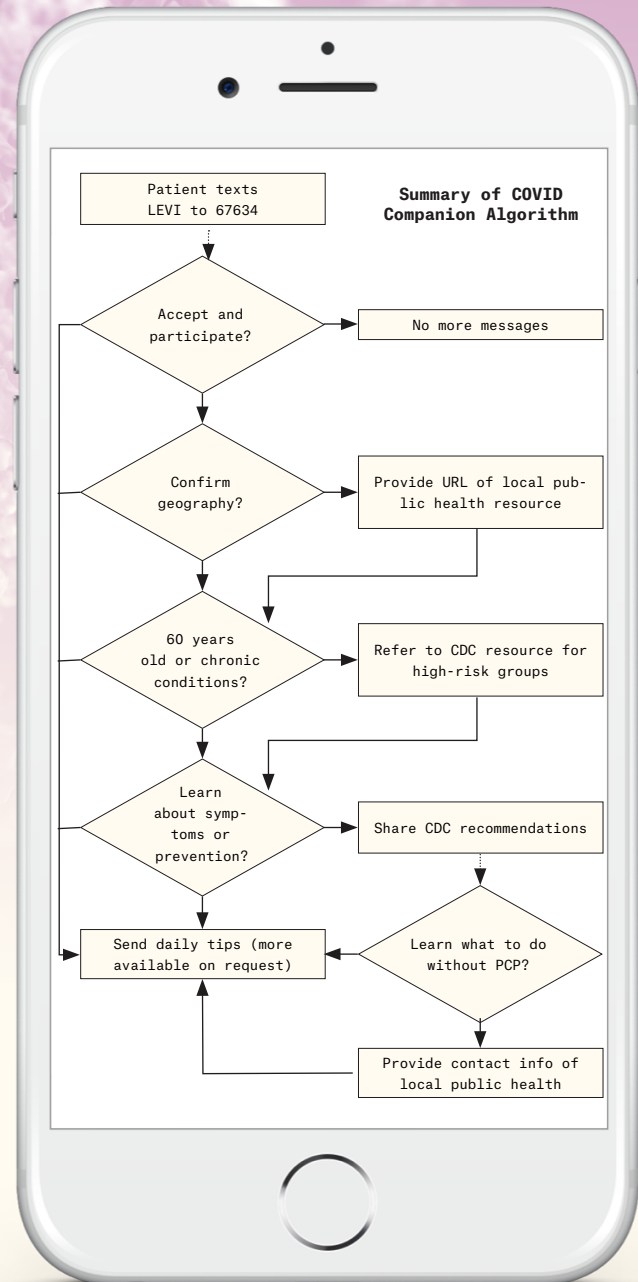 Patient texts
LEVI to 67634
Summary of COVID
Companion Algorithm
Accept and
participate?
No more messages
Confirm
geography?
Provide URL of local pub-
lic health resource
60 years
old or chronic
conditions?
Refer to CDC resource for
high-risk groups
Learn
about symp-
toms or
prevention?
Share CDC recommendations
Send daily tips (more
available on request)
Learn what to do
without PCP?
Provide contact info of
local public health